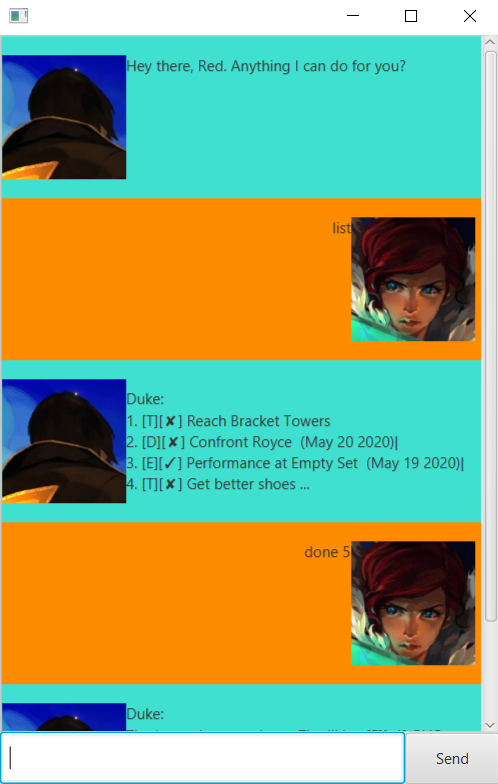 Hey there, Red. Anything I can do for you?
list
Duke:
1. [T][✘] Reach Bracket Towers
2. [D][✘] Confront Royce  (May 20 2020)|
3. [E][✓] Performance at Empty Set  (May 19 2020)|
4. [T][✘] Get better shoes ...
done 5
Duke:
Send